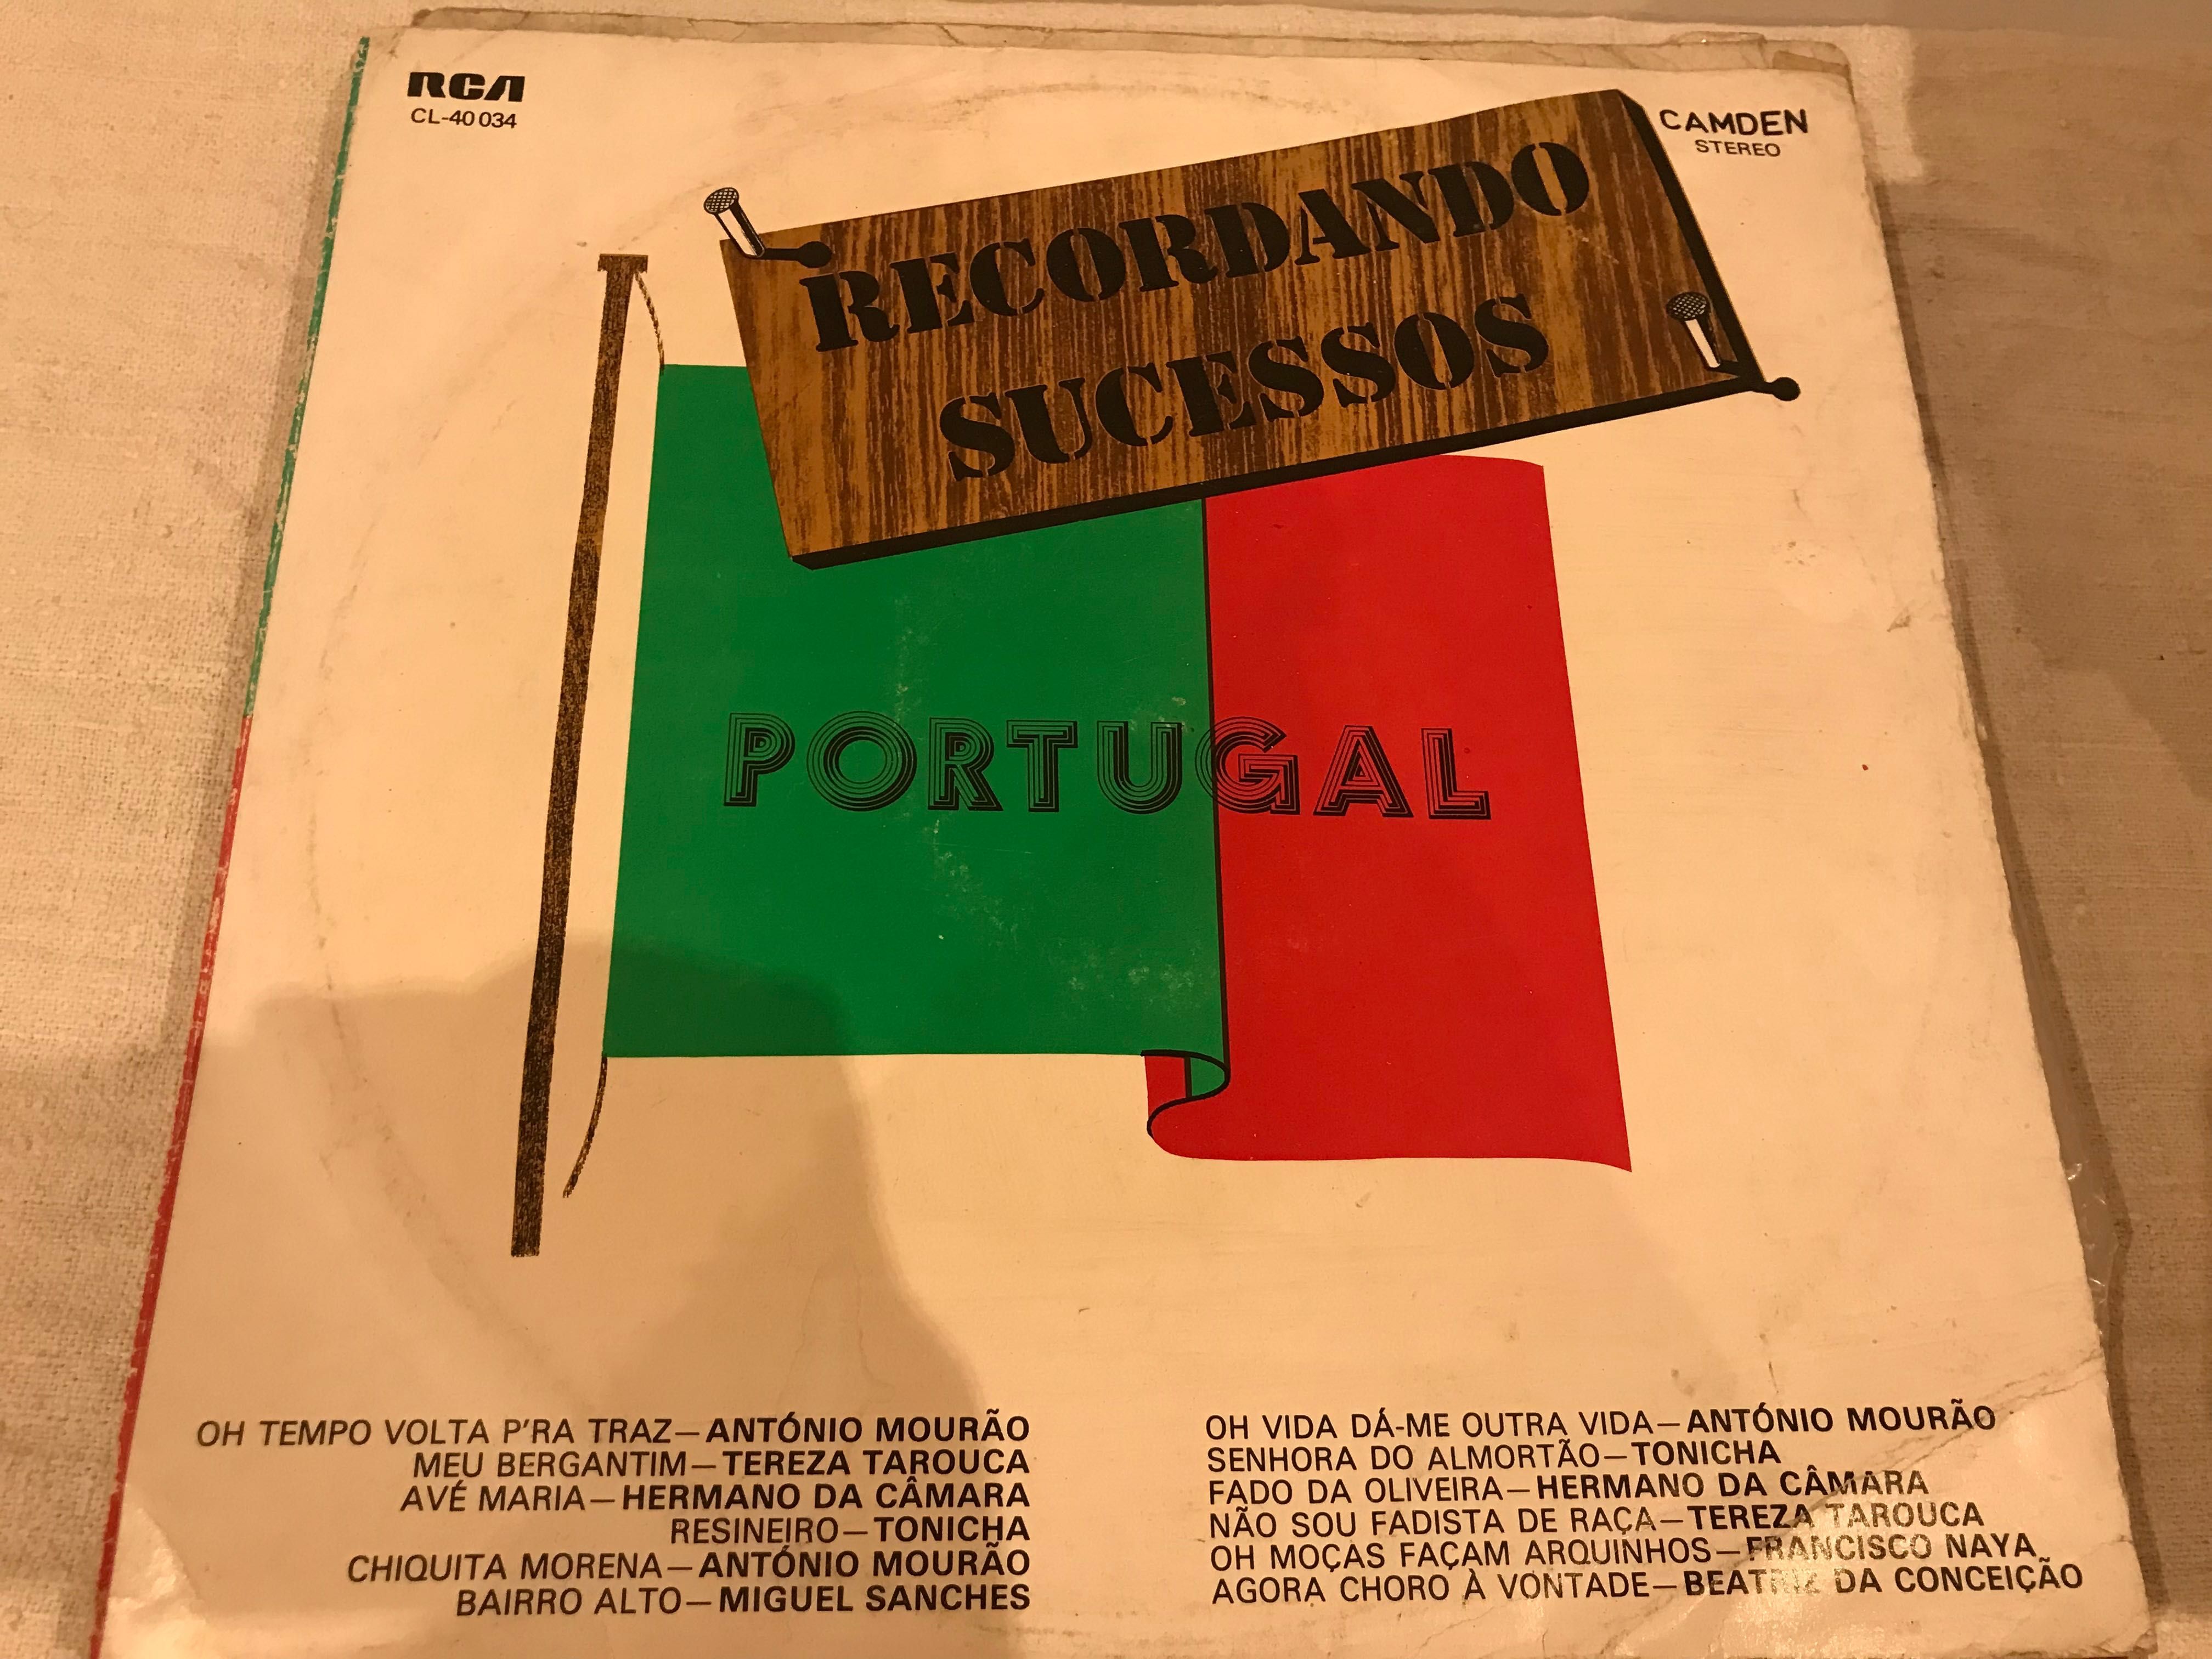 RCA
CL-40034
CAMDEN
STEREO
RECORDANDO
SUCESSOS
PORTUGAL
OH TEMPO VOLTA P'RA TRAZ—ANTÓNIO MOURÃO
MEU BERGANTIM—TEREZA TAROUCA
AVÉ MARIA—HERMANO DA CÂMARA
RESINEIRO—TONICHA
CHIQUITA MORENA—ANTÓNIO MOURÃO
BAIRRO ALTO—MIGUEL SANCHES
OH VIDA DÁ-ME OUTRA VIDA—ANTÓNIO MOURÃO
SENHORA DO ALMORTÃO—TONICHA
FADO DA OLIVEIRA—HERMANO DA CÂMARA
NÃO SOU FADISTA DE RAÇA—TEREZA TAROUCA
OH MOÇAS FAÇAM ARQUINHOS—FRANCISCO NAYA
AGORA CHORO À VONTADE—BEATRIZ DA CONCEIÇÃO